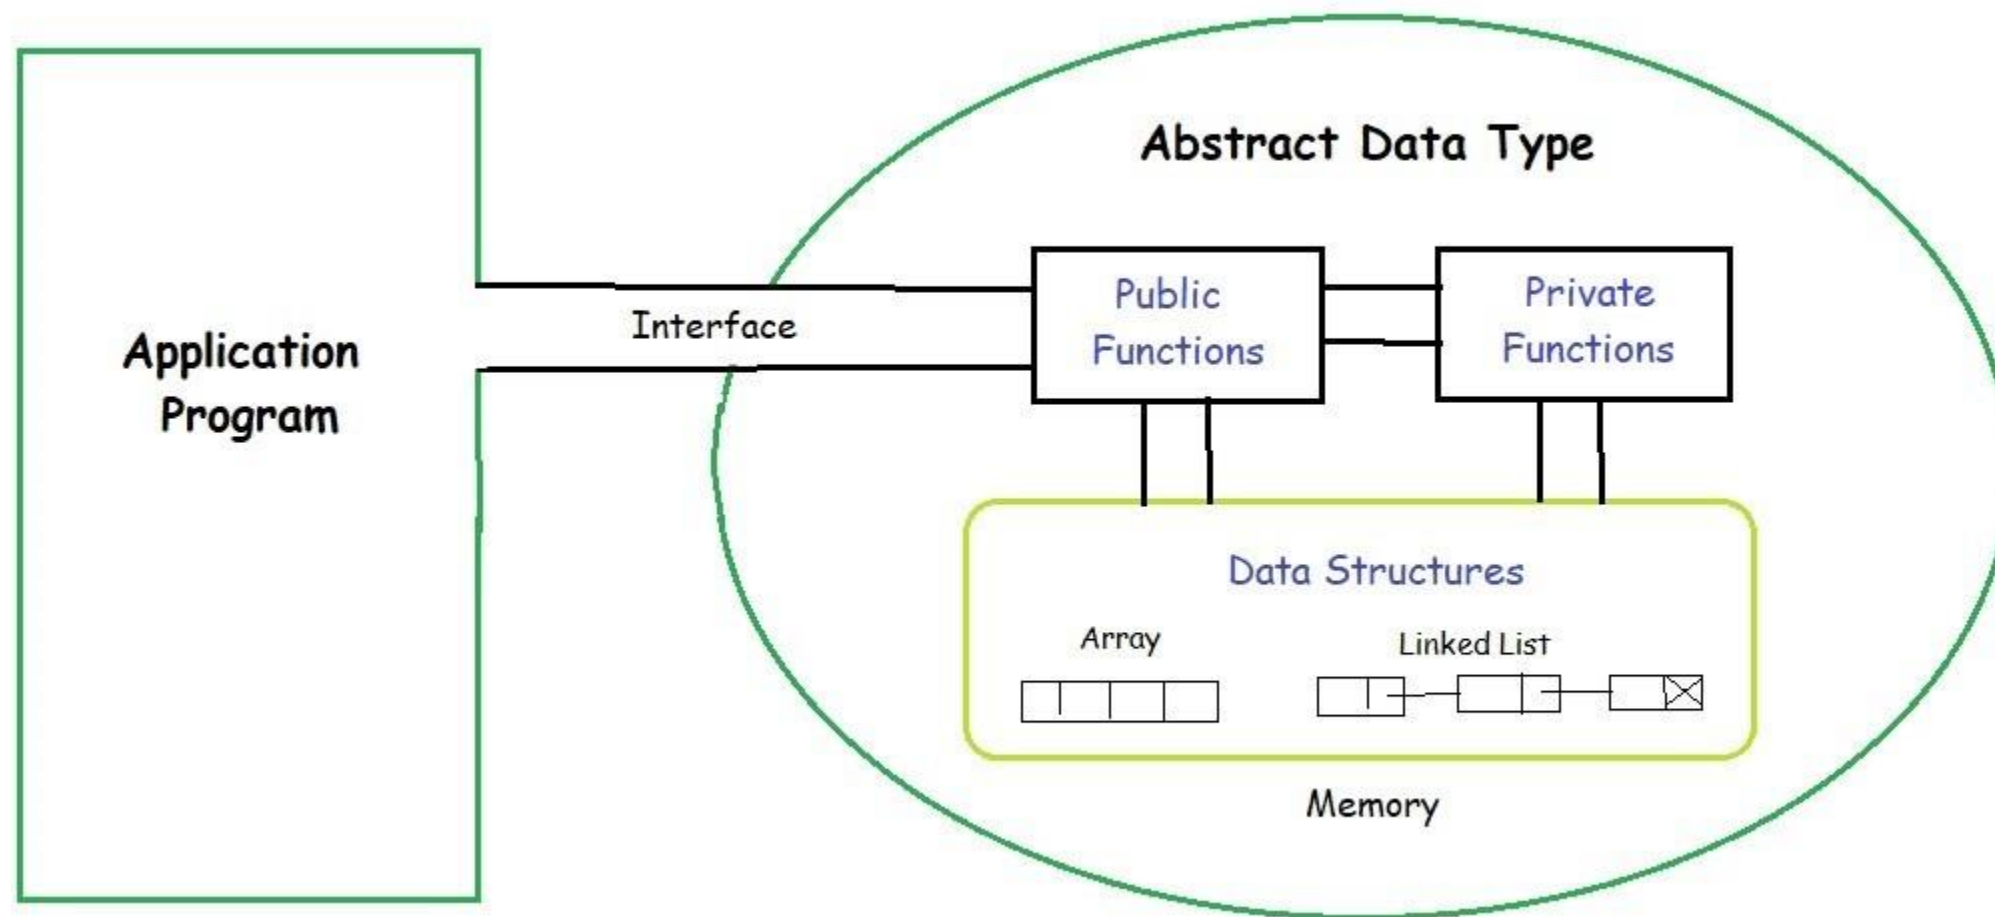 Abstract Data Type
Application
Program
Interface
Public
Functions
Private
Functions
Data Structures
Array
Linked List
Memory